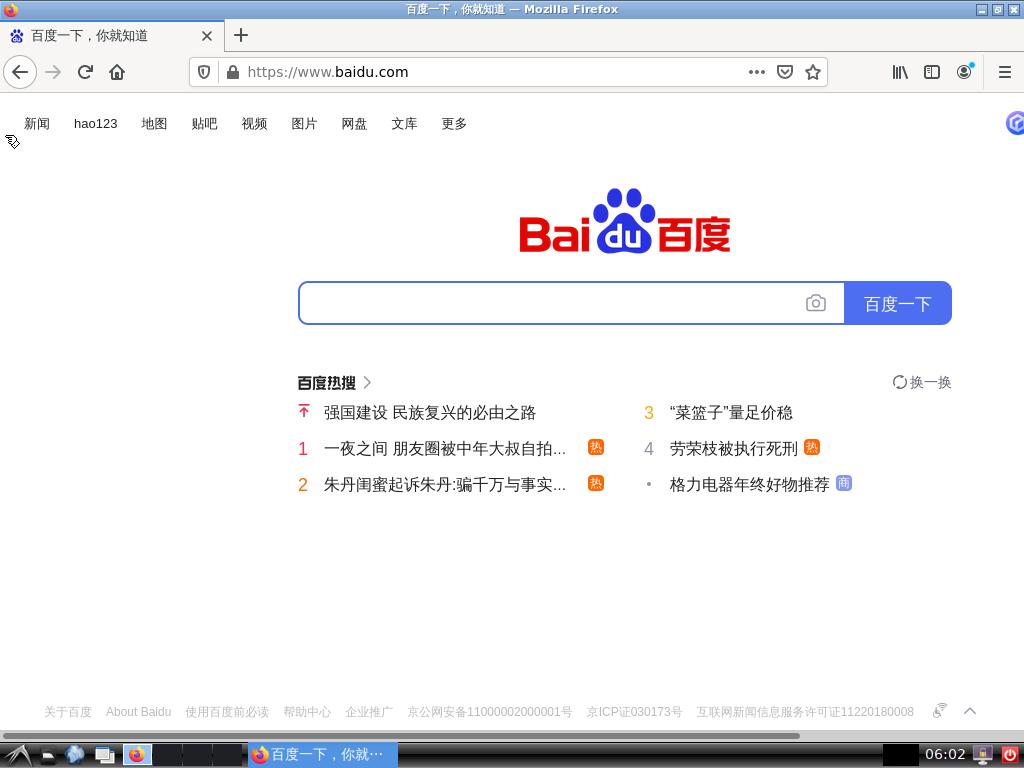 百度一下，你就知道 — Mozilla Firefox
百度一下，你就知道
https://www.baidu.com
新闻 hao123 地图 贴吧 视频 图片 网盘 文库 更多
Bai du 百度
百度一下
百度热搜 换一换
强国建设 民族复兴的必由之路
1 一夜之间 朋友圈被中年大叔自拍... 热
2 朱丹闺蜜起诉朱丹:骗千万与事实... 热
3 “菜篮子”量足价稳
4 劳荣枝被执行死刑 热
• 格力电器年终好物推荐 商
关于百度 About Baidu 使用百度前必读 帮助中心 企业推广 京公网安备11000002000001号 京ICP证030173号 互联网新闻信息服务许可证11220180008
百度一下，你就⋯ 06:02